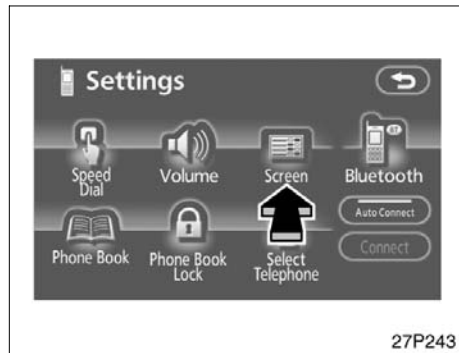 Settings
Speed
Dial
Volume
Screen
Bluetooth
Auto Connect
Phone Book
Phone Book
Lock
Select
Telephone
Connect
27P243